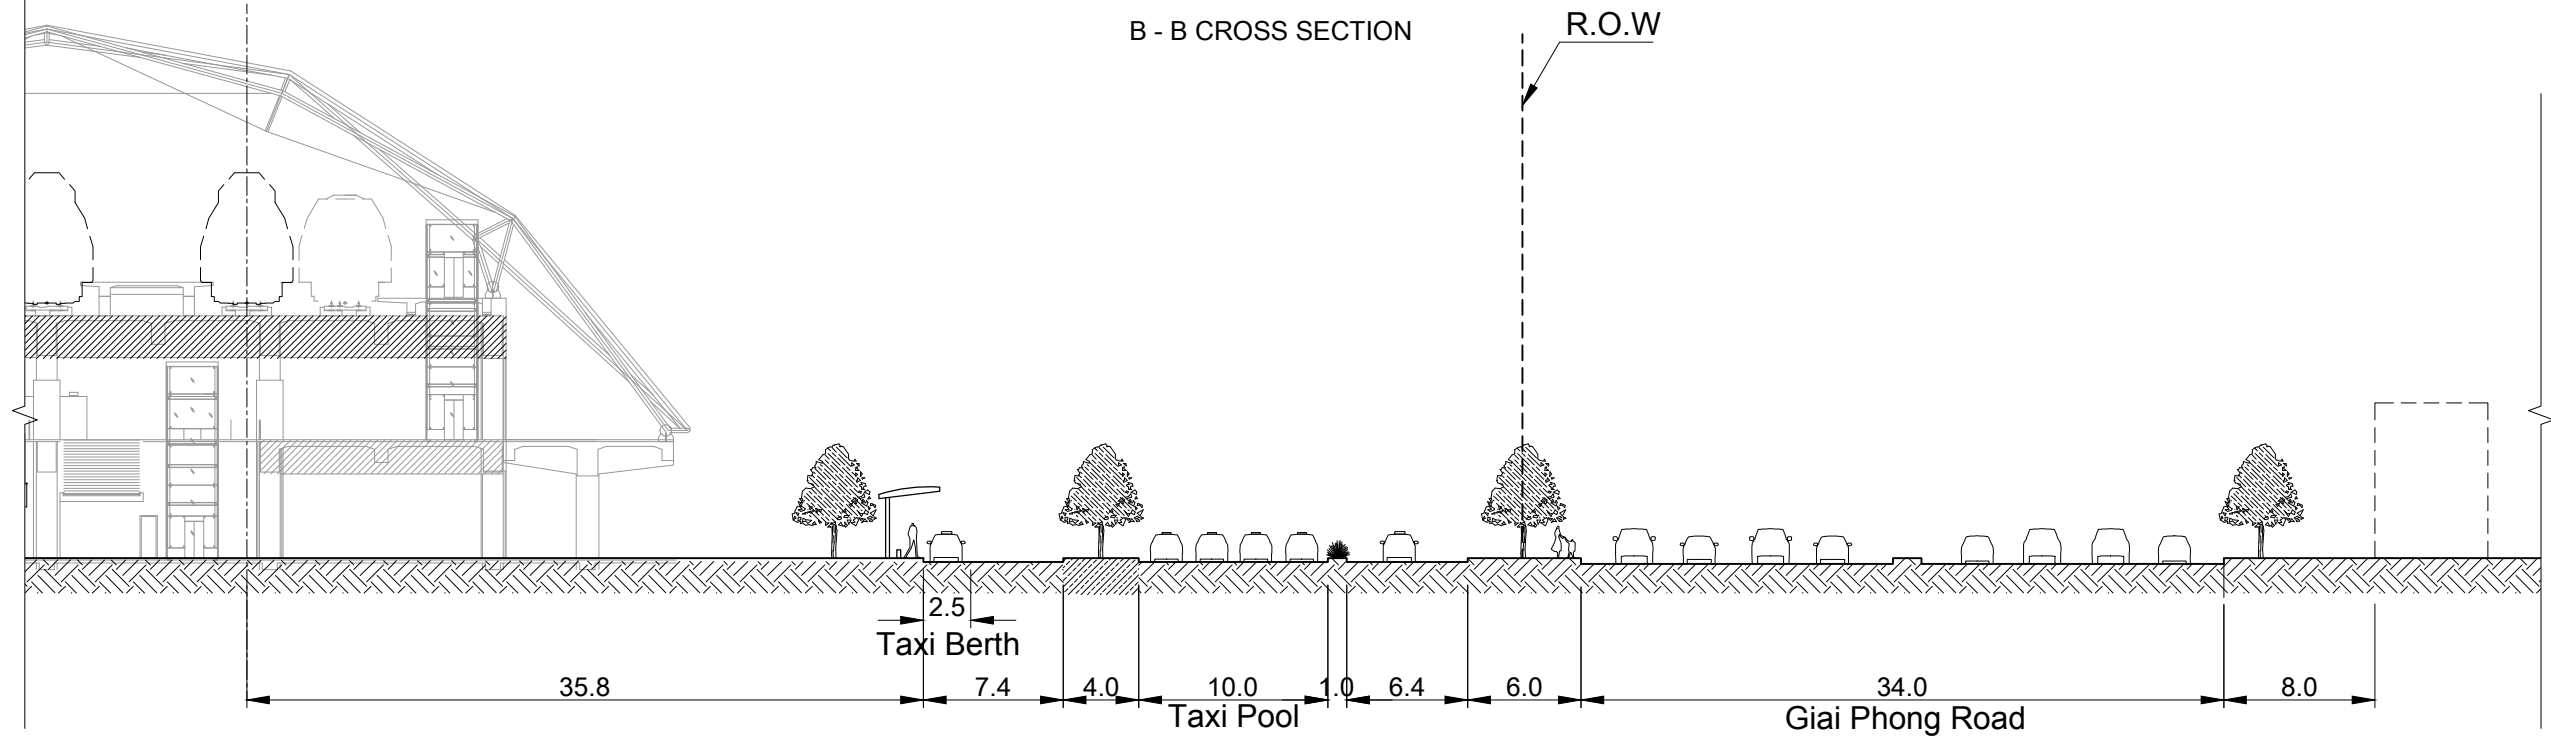 B - B CROSS SECTION
R.O.W
2.5
Taxi Berth
35.8
7.4
4.0
10.0
1.0
6.4
6.0
34.0
8.0
Taxi Pool
Giai Phong Road